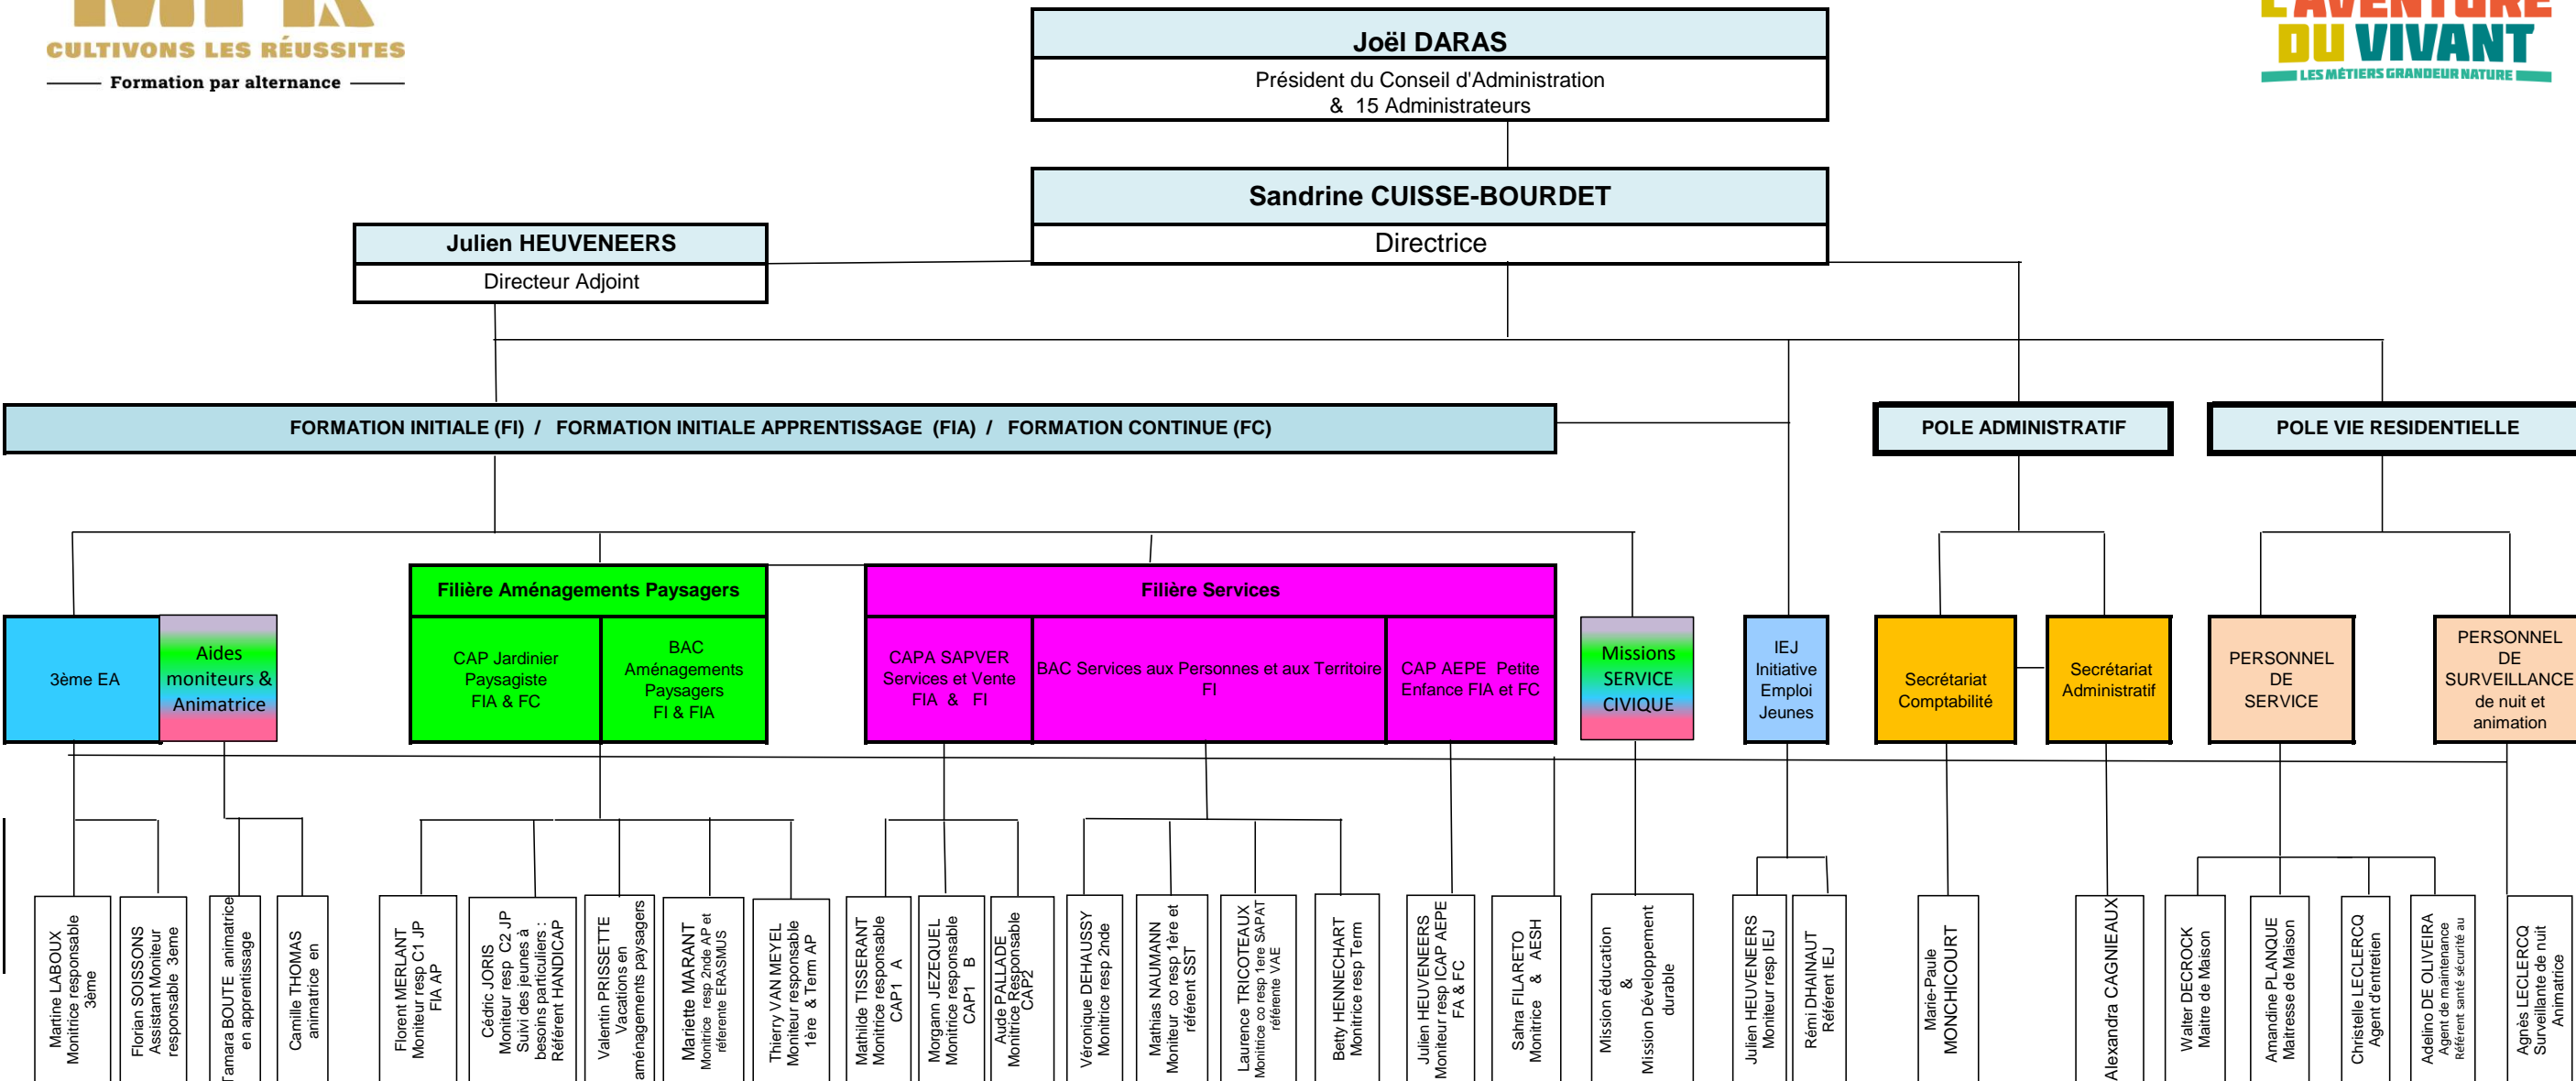 CULTIVONS LES RÉUSSITES
Formation par alternance
L'AVENTURE
DU VIVANT
LES MÉTIERS GRANDEUR NATURE
Joël DARAS
Président du Conseil d'Administration
& 15 Administrateurs
Sandrine CUISSE-BOURDET
Directrice
Julien HEUVENEERS
Directeur Adjoint
FORMATION INITIALE (FI) / FORMATION INITIALE APPRENTISSAGE (FIA) / FORMATION CONTINUE (FC)
POLE ADMINISTRATIF
POLE VIE RESIDENTIELLE
Filière Aménagements Paysagers
Filière Services
3ème EA
Aides
moniteurs &
Animatrice
CAP Jardinier
Paysagiste
FIA & FC
BAC
Aménagements
Paysagers
FI & FIA
CAPA SAPVER
Services et Vente
FIA & FI
BAC Services aux Personnes et aux Territoire
FI
CAP AEPE Petite
Enfance FIA et FC
Missions
SERVICE
CIVIQUE
IEJ
Initiative
Emploi
Jeunes
Secrétariat
Comptabilité
Secrétariat
Administratif
PERSONNEL
DE
SERVICE
PERSONNEL
DE
SURVEILLANCE
de nuit et
animation
Martine LABOUX
Monitrice responsable
3ème
Florian SOISSONS
Assistant Moniteur
responsable 3eme
Tamara BOUTE animatrice
en apprentissage
Camille THOMAS
animatrice en
Florent MERLANT
Moniteur resp C1 JP
FIA AP
Cédric JORIS
Moniteur resp C2 JP
Suivi des jeunes à
besoins particuliers :
Référent HANDICAP
Valentin PRISSETTE
Vacations en
aménagements paysagers
Mariette MARANT
Monitrice resp 2nde AP et
réferente ERASMUS
Thierry VAN MEYEL
Moniteur responsable
1ère & Term AP
Mathilde TISSERANT
Monitrice responsable
CAP1 A
Morgann JEZEQUEL
Monitrice responsable
CAP1 B
Aude PALLADE
Monitrice Responsable
CAP2
Véronique DEHAUSSY
Monitrice resp 2nde
Mathias NAUMANN
Moniteur co resp 1ère et
référent SST
Laurence TRICOTEAUX
Monitrice co resp 1ere SAPAT
référente VAE
Betty HENNECHART
Monitrice resp Term
Julien HEUVENEERS
Moniteur resp ICAP AEPE
FA & FC
Sahra FILARETO
Monitrice & AESH
Mission éducation
&
Mission Développement
durable
Julien HEUVENEERS
Moniteur resp IEJ
Rémi DHAINAUT
Référent IEJ
Marie-Paule
MONCHICOURT
Alexandra CAGNIEAUX
Walter DECROCK
Maitre de Maison
Amandine PLANQUE
Maitresse de Maison
Christelle LECLERCQ
Agent d'entretien
Adelino DE OLIVEIRA
Agent de maintenance
Référent santé sécurité au
Agnès LECLERCQ
Surveillante de nuit
Animatrice